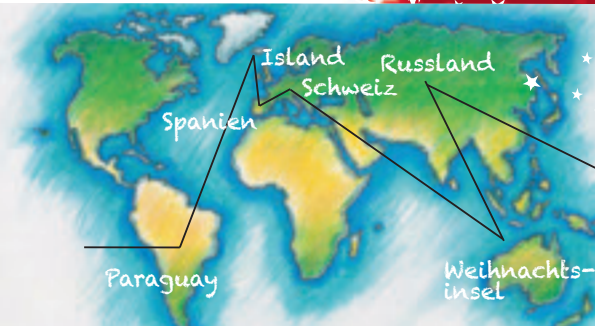 Island
Russland
Schweiz
Spanien
Paraguay
Weihnachts-
insel